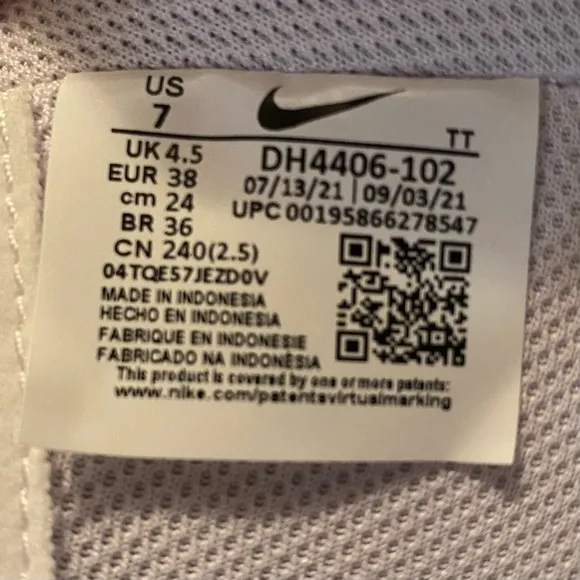 US
7
TT
UK 4.5
EUR 38
cm 24
BR 36
CN 240(2.5)
DH4406-102
07/13/21 | 09/03/21
UPC 00195866278547
04TQE57JEZD0V
MADE IN INDONESIA
HECHO EN INDONESIA
FABRIQUE EN INDONESIE
FABRICADO NA INDONÉSIA
This product is covered by one or more patents:
www.nike.com/patentsvirtualmarking